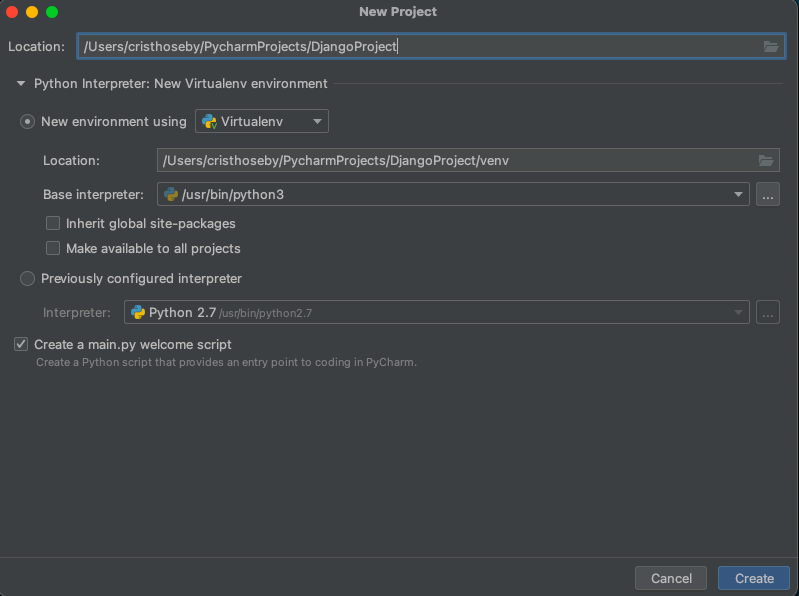 New Project
Location: /Users/cristhoseby/PycharmProjects/DjangoProject
Python Interpreter: New Virtualenv environment
New environment using Virtualenv
Location: /Users/cristhoseby/PycharmProjects/DjangoProject/venv
Base interpreter: /usr/bin/python3 ...
Inherit global site-packages
Make available to all projects
Previously configured interpreter
Interpreter: Python 2.7 /usr/bin/python2.7 ...
Create a main.py welcome script
Create a Python script that provides an entry point to coding in PyCharm.
Cancel Create